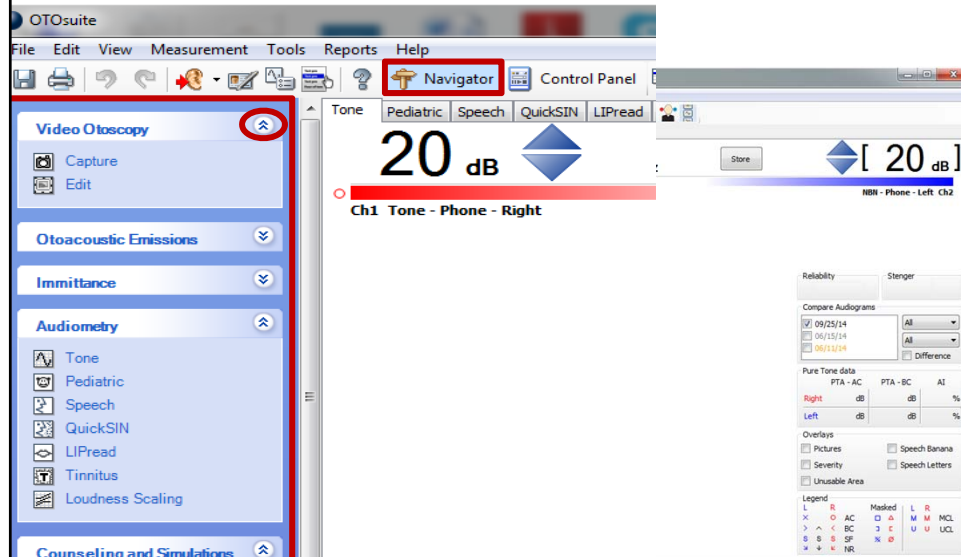 OTOsuite
File Edit View Measurement Tools Reports Help
Navigator Control Panel
Video Otoscopy
Capture
Edit
Otoacoustic Emissions
Immittance
Audiometry
Tone
Pediatric
Speech
QuickSIN
LIPread
Tinnitus
Loudness Scaling
Counseling and Simulations
Tone Pediatric Speech QuickSIN LIPread
20 dB
Ch1 Tone - Phone - Right
Store
[ 20 dB ]
NBN - Phone - Left Ch2
Reliability Stenger
Compare Audiograms
09/25/14 All
06/15/14 All
06/11/14 Difference
Pure Tone data
PTA - AC PTA - BC AI
Right dB dB %
Left dB dB %
Overlays
Pictures Speech Banana
Severity Speech Letters
Unusable Area
Legend
L R Masked L R
X O AC M M MCL
> ^ < BC U U UCL
S S S SF
NR